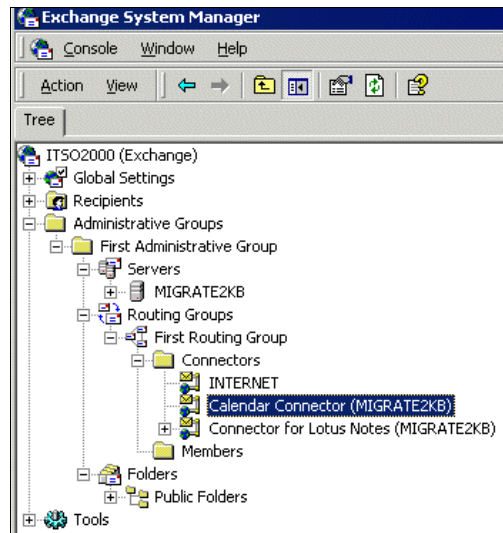 Exchange System Manager
Console Window Help
Action View
Tree
ITSO2000 (Exchange)
Global Settings
Recipients
Administrative Groups
First Administrative Group
Servers
MIGRATE2KB
Routing Groups
First Routing Group
Connectors
INTERNET
Calendar Connector (MIGRATE2KB)
Connector for Lotus Notes (MIGRATE2KB)
Members
Folders
Public Folders
Tools